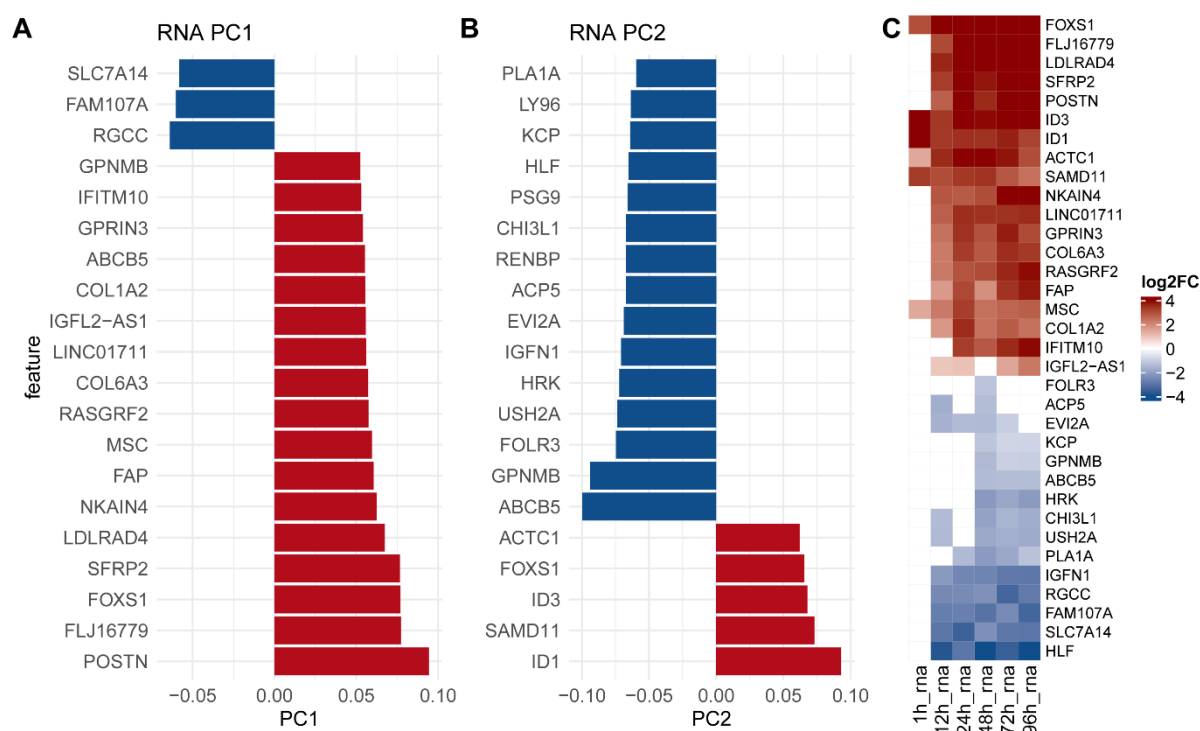 A
RNA PC1
SLC7A14
FAM107A
RGCC
GPNMB
IFITM10
GPRIN3
ABCB5
COL1A2
IGFL2−AS1
LINC01711
COL6A3
RASGRF2
MSC
FAP
NKAIN4
LDLRAD4
SFRP2
FOXS1
FLJ16779
POSTN
feature
−0.05 0.00 0.05 0.10
PC1
B
RNA PC2
PLA1A
LY96
KCP
HLF
PSG9
CHI3L1
RENBP
ACP5
EVI2A
IGFN1
HRK
USH2A
FOLR3
GPNMB
ABCB5
ACTC1
FOXS1
ID3
SAMD11
ID1
−0.10 −0.05 0.00 0.05 0.10
PC2
C
FOXS1
FLJ16779
LDLRAD4
SFRP2
POSTN
ID3
ID1
ACTC1
SAMD11
NKAIN4
LINC01711
GPRIN3
COL6A3
RASGRF2
FAP
MSC
COL1A2
IFITM10
IGFL2−AS1
FOLR3
ACP5
EVI2A
KCP
GPNMB
ABCB5
HRK
CHI3L1
USH2A
PLA1A
IGFN1
RGCC
FAM107A
SLC7A14
HLF
1h_rna
12h_rna
24h_rna
48h_rna
72h_rna
96h_rna
log2FC
4
2
0
−2
−4